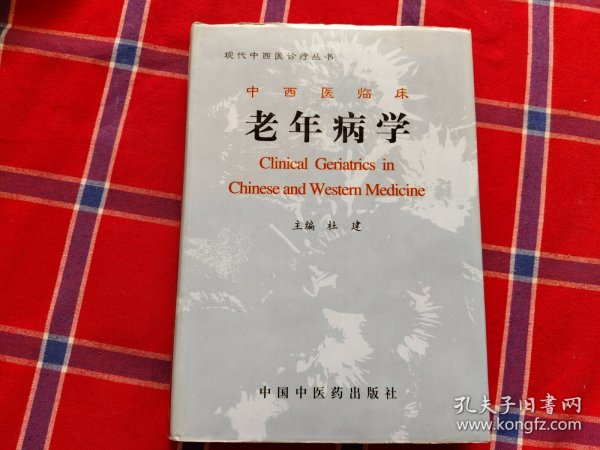 现代中西医诊疗丛书
中西医临床
老年病学
Clinical Geriatrics in
Chinese and Western Medicine
主编 杜 建
中国中医药出版社
孔夫子旧书网
www.kongfz.com